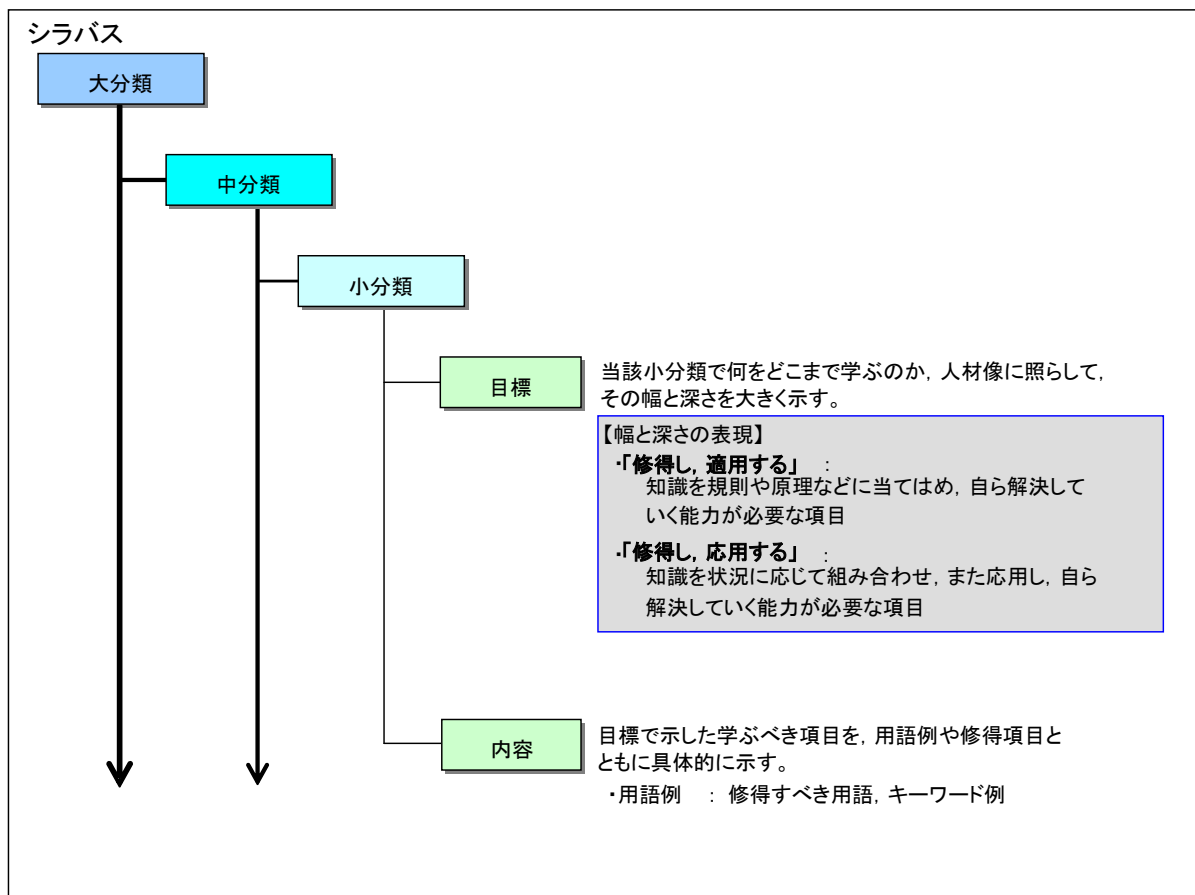 シラバス
大分類
中分類
小分類
目標
当該小分類で何をどこまで学ぶのか，人材像に照らして，
その幅と深さを大きく示す。
【幅と深さの表現】
・「修得し，適用する」　：
知識を規則や原理などに当てはめ，自ら解決して
いく能力が必要な項目
・「修得し，応用する」　：
知識を状況に応じて組み合わせ，また応用し，自ら
解決していく能力が必要な項目
内容
目標で示した学ぶべき項目を，用語例や修得項目と
ともに具体的に示す。
・用語例　：　修得すべき用語，キーワード例